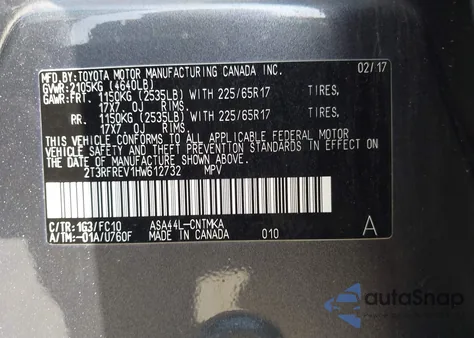 MFD. BY: TOYOTA MOTOR MANUFACTURING CANADA INC. 02/17
GVWR: 2105KG (4640LB)
GAWR: FRT. 1150KG (2535LB) WITH 225/65R17 TIRES,
17X7. OJ RIMS,
RR. 1150KG (2535LB) WITH 225/65R17 TIRES,
17X7. OJ RIMS,
THIS VEHICLE CONFORMS TO ALL APPLICABLE FEDERAL MOTOR
VEHICLE SAFETY AND THEFT PREVENTION STANDARDS IN EFFECT
ON THE DATE OF MANUFACTURE SHOWN ABOVE.
2T3RFREV1HW612732 MPV
C/TR: 1G3/FC10 ASA44L-CNTMKA
A/TM: -01A/U760F MADE IN CANADA 010 A
autoSnap